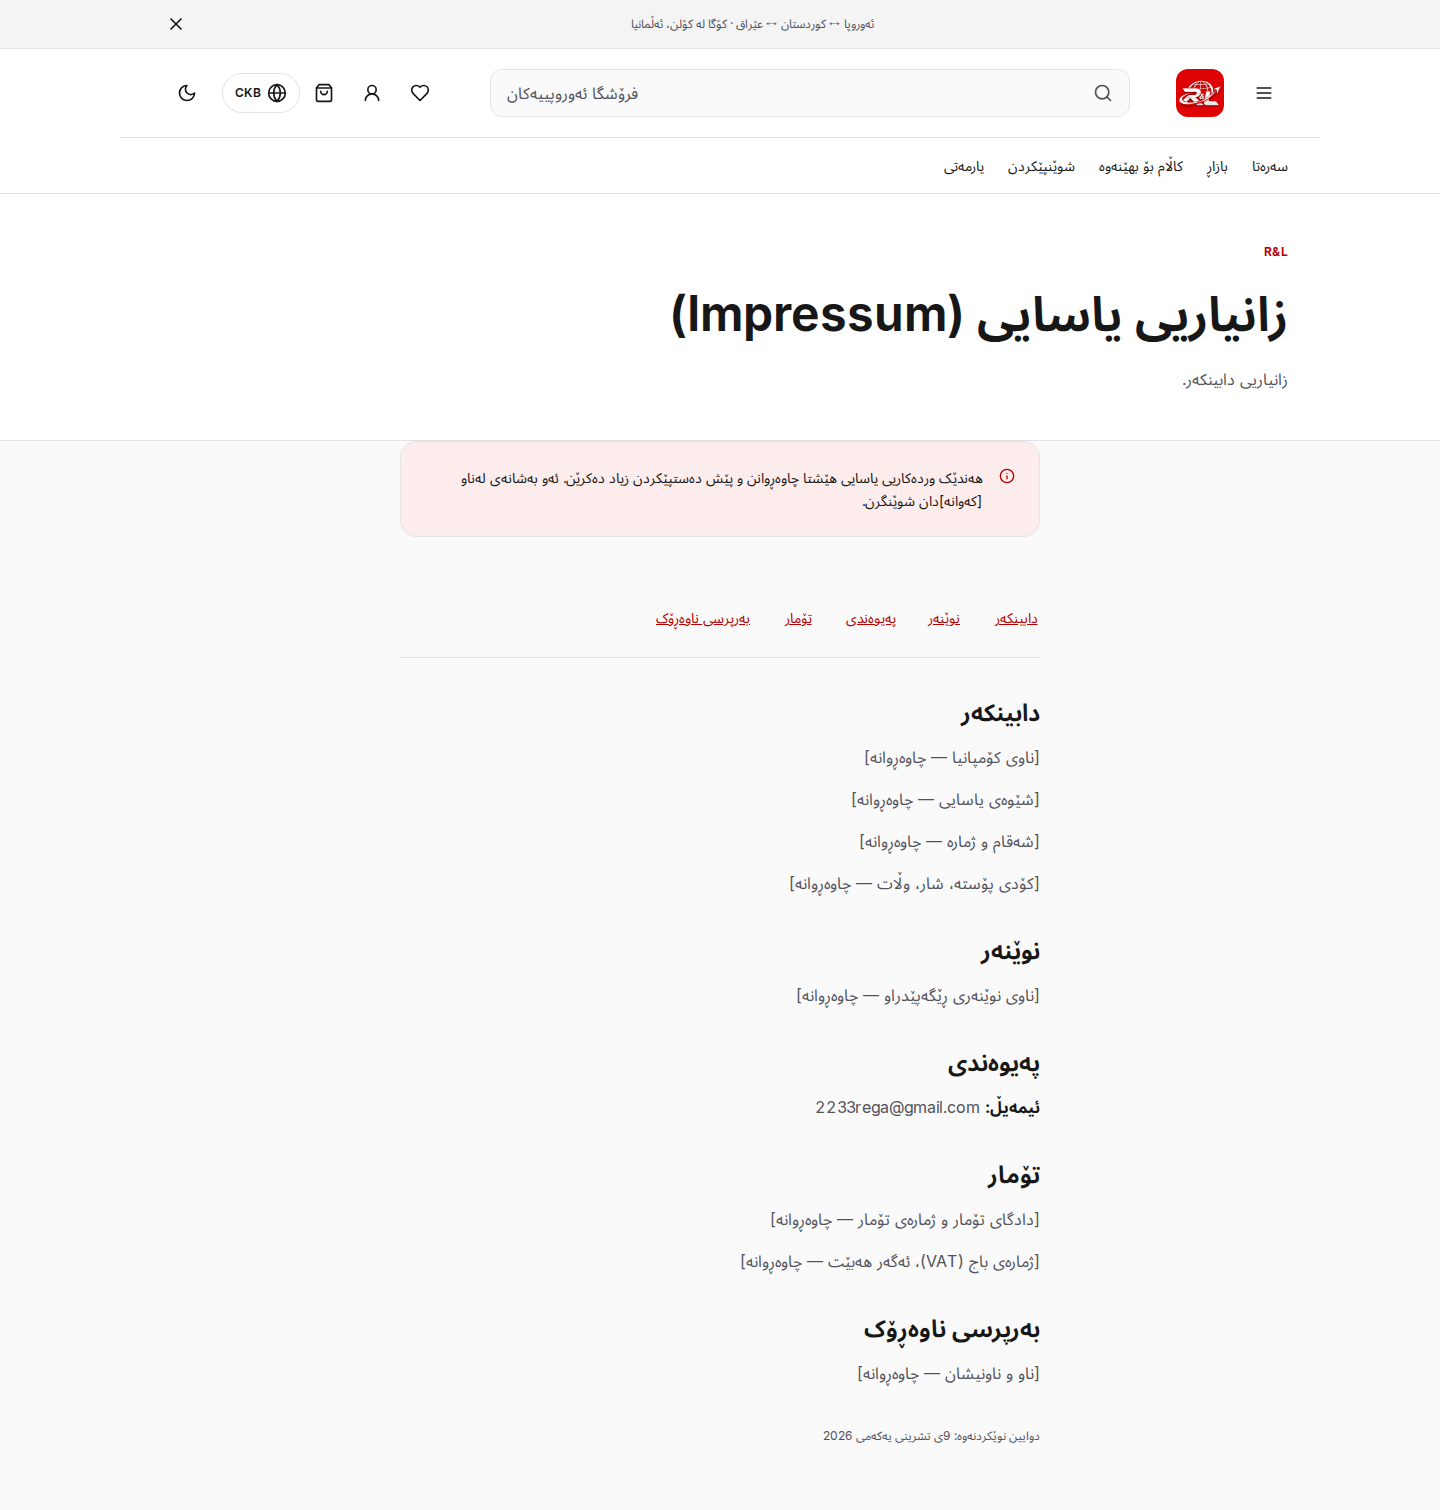 ئەوروپا ↔ کوردستان ↔ عێراق · کۆگا لە کۆلن، ئەڵمانیا
R&L
فرۆشگا ئەوروپییەکان
CKB
سەرەتا
بازاڕ
کاڵام بۆ بهێنەوە
شوێنپێکردن
یارمەتی
R&L
زانیاریی یاسایی (Impressum)
زانیاریی دابینکەر.
هەندێک وردەکاریی یاسایی هێشتا چاوەڕوانن و پێش دەستپێکردن زیاد دەکرێن. ئەو بەشانەی لەناو
[کەوانە]دان شوێنگرن.
دابینکەر
نوێنەر
پەیوەندی
تۆمار
بەرپرسی ناوەڕۆک
دابینکەر
[ناوی کۆمپانیا — چاوەڕوانە]
[شێوەی یاسایی — چاوەڕوانە]
[شەقام و ژمارە — چاوەڕوانە]
[کۆدی پۆستە، شار، وڵات — چاوەڕوانە]
نوێنەر
[ناوی نوێنەری ڕێگەپێدراو — چاوەڕوانە]
پەیوەندی
ئیمەیڵ: 2233rega@gmail.com
تۆمار
[دادگای تۆمار و ژمارەی تۆمار — چاوەڕوانە]
[ژمارەی باج (VAT)، ئەگەر هەبێت — چاوەڕوانە]
بەرپرسی ناوەڕۆک
[ناو و ناونیشان — چاوەڕوانە]
دوایین نوێکردنەوە: 9ی تشرینی یەکەمی 2026